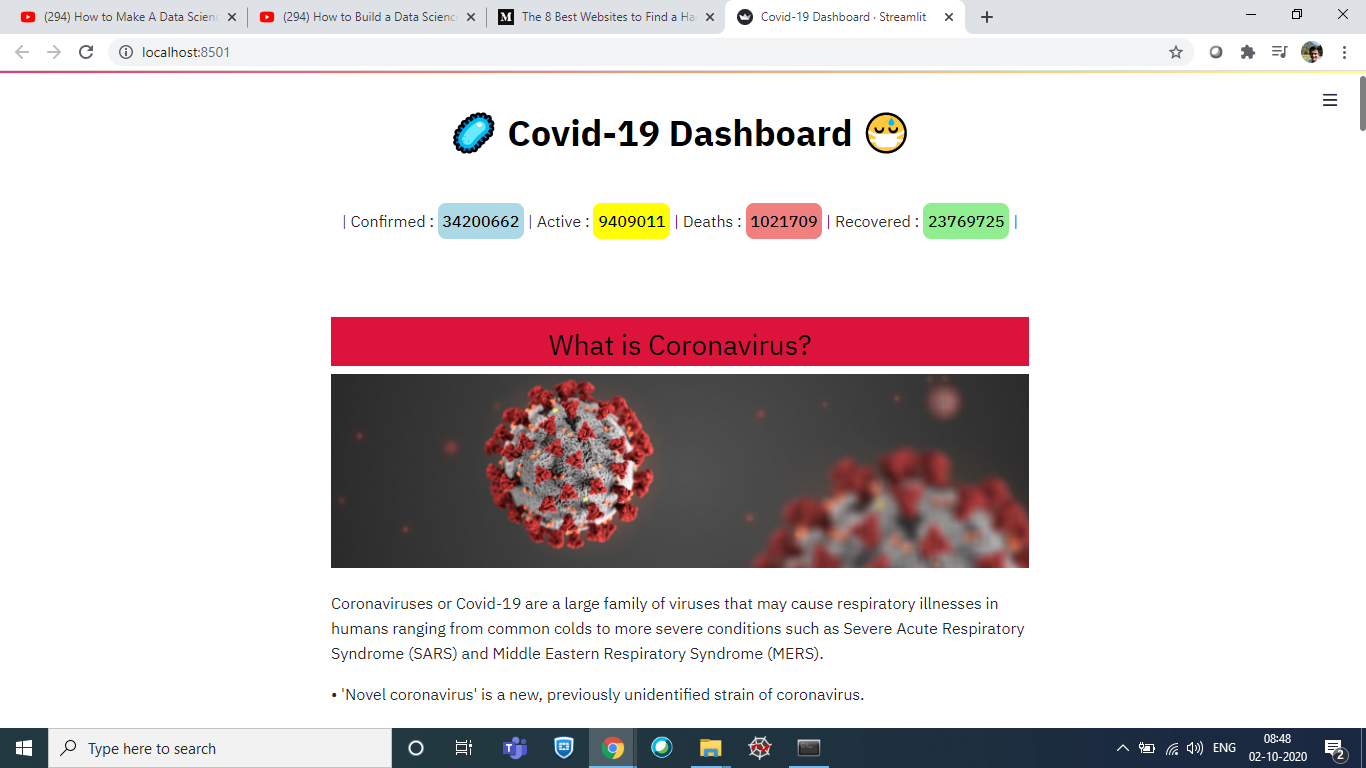 (294) How to Make A Data Scienc
(294) How to Build a Data Scienc
The 8 Best Websites to Find a Ha
Covid-19 Dashboard · Streamlit
localhost:8501
Covid-19 Dashboard
| Confirmed : 34200662 | Active : 9409011 | Deaths : 1021709 | Recovered : 23769725 |
What is Coronavirus?
Coronaviruses or Covid-19 are a large family of viruses that may cause respiratory illnesses in
humans ranging from common colds to more severe conditions such as Severe Acute Respiratory
Syndrome (SARS) and Middle Eastern Respiratory Syndrome (MERS).
• 'Novel coronavirus' is a new, previously unidentified strain of coronavirus.
Type here to search
ENG
08:48
02-10-2020
2